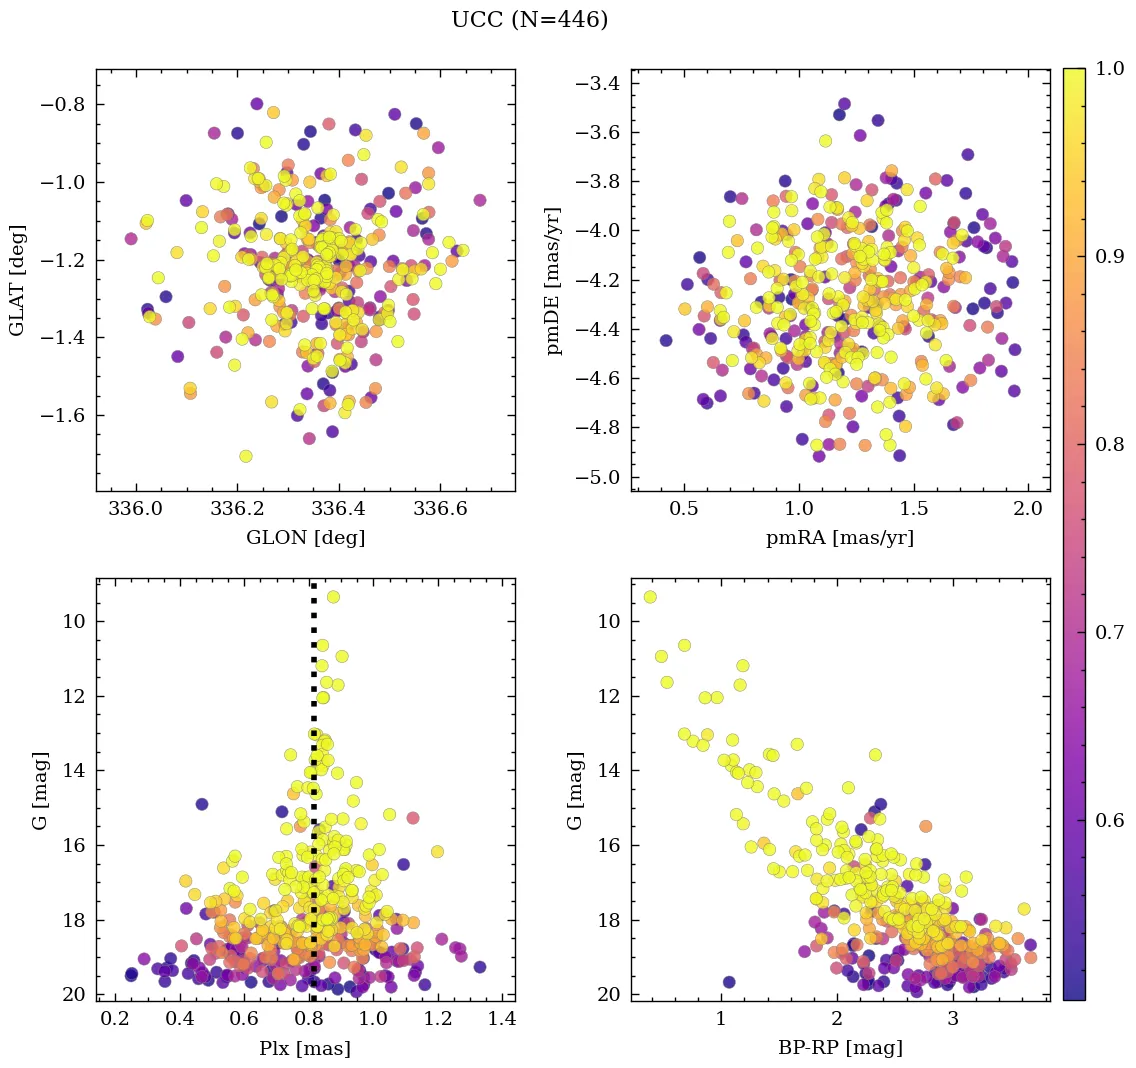 UCC (N=446)
−0.8
−1.0
−1.2
−1.4
−1.6
GLAT [deg]
336.0 336.2 336.4 336.6
GLON [deg]
−3.4
−3.6
−3.8
−4.0
−4.2
−4.4
−4.6
−4.8
−5.0
pmDE [mas/yr]
0.5 1.0 1.5 2.0
pmRA [mas/yr]
1.0
0.9
0.8
0.7
0.6
10
12
14
16
18
20
G [mag]
0.2 0.4 0.6 0.8 1.0 1.2 1.4
Plx [mas]
10
12
14
16
18
20
G [mag]
1 2 3
BP-RP [mag]